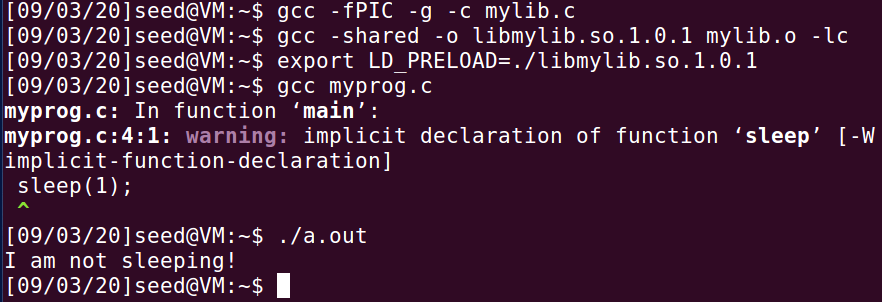 [09/03/20]seed@VM:~$ gcc -fPIC -g -c mylib.c
[09/03/20]seed@VM:~$ gcc -shared -o libmylib.so.1.0.1 mylib.o -lc
[09/03/20]seed@VM:~$ export LD_PRELOAD=./libmylib.so.1.0.1
[09/03/20]seed@VM:~$ gcc myprog.c
myprog.c: In function ‘main’:
myprog.c:4:1: warning: implicit declaration of function ‘sleep’ [-W
implicit-function-declaration]
 sleep(1);
 ^
[09/03/20]seed@VM:~$ ./a.out
I am not sleeping!
[09/03/20]seed@VM:~$